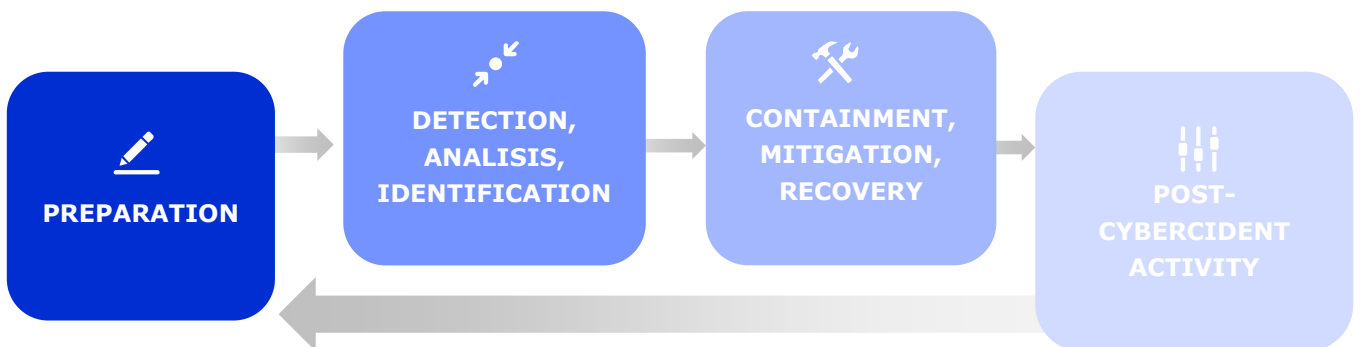 PREPARATION
DETECTION,
ANALISIS,
IDENTIFICATION
CONTAINMENT,
MITIGATION,
RECOVERY
POST-
CYBERCIDENT
ACTIVITY